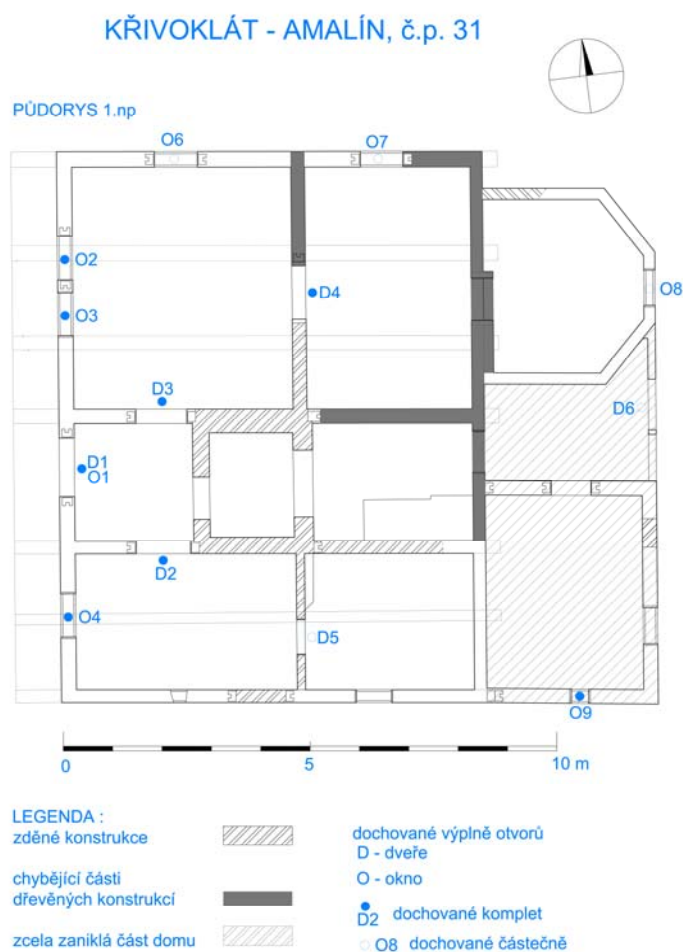 KŘIVOKLÁT - AMALÍN, č.p. 31
PŮDORYS 1.np
O6
O7
O2
D4
O8
O3
D3
D6
D1
O1
D2
O4
D5
O9
0
5
10 m
LEGENDA :
zděné konstrukce
chybějící části
dřevěných konstrukcí
zcela zaniklá část domu
dochované výplně otvorů
D - dveře
O - okno
D2 dochované komplet
O8 dochované částečně